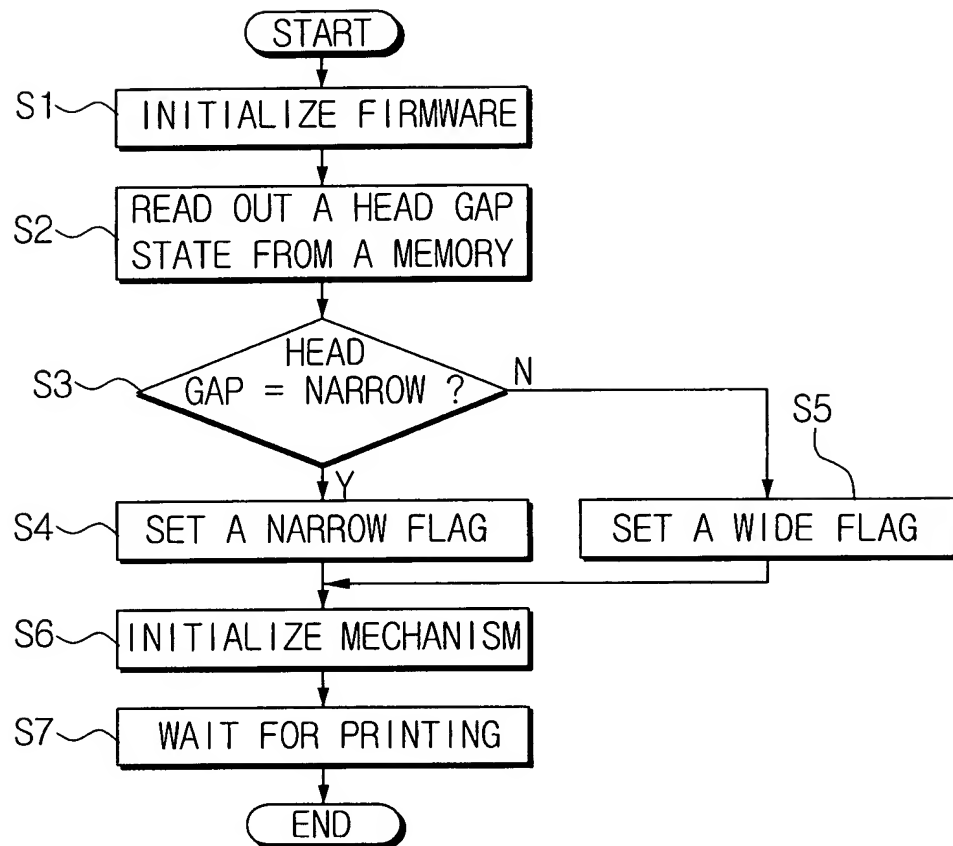 START
S1
INITIALIZE FIRMWARE
S2
READ OUT A HEAD GAP
STATE FROM A MEMORY
S3
HEAD
GAP = NARROW ?
N
S5
Y
S4
SET A NARROW FLAG
SET A WIDE FLAG
S6
INITIALIZE MECHANISM
S7
WAIT FOR PRINTING
END